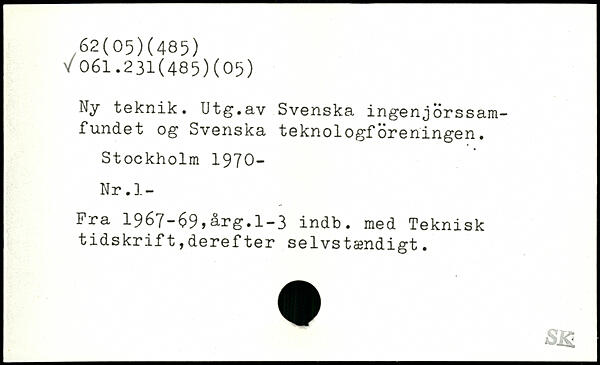 62(05)(485)
√ 061.231(485)(05)
Ny teknik. Utg.av Svenska ingenjörssam-
fundet og Svenska teknologföreningen.
Stockholm 1970-
Nr.1-
Fra 1967-69,årg.1-3 indb. med Teknisk
tidskrift,derefter selvstændigt.
SK